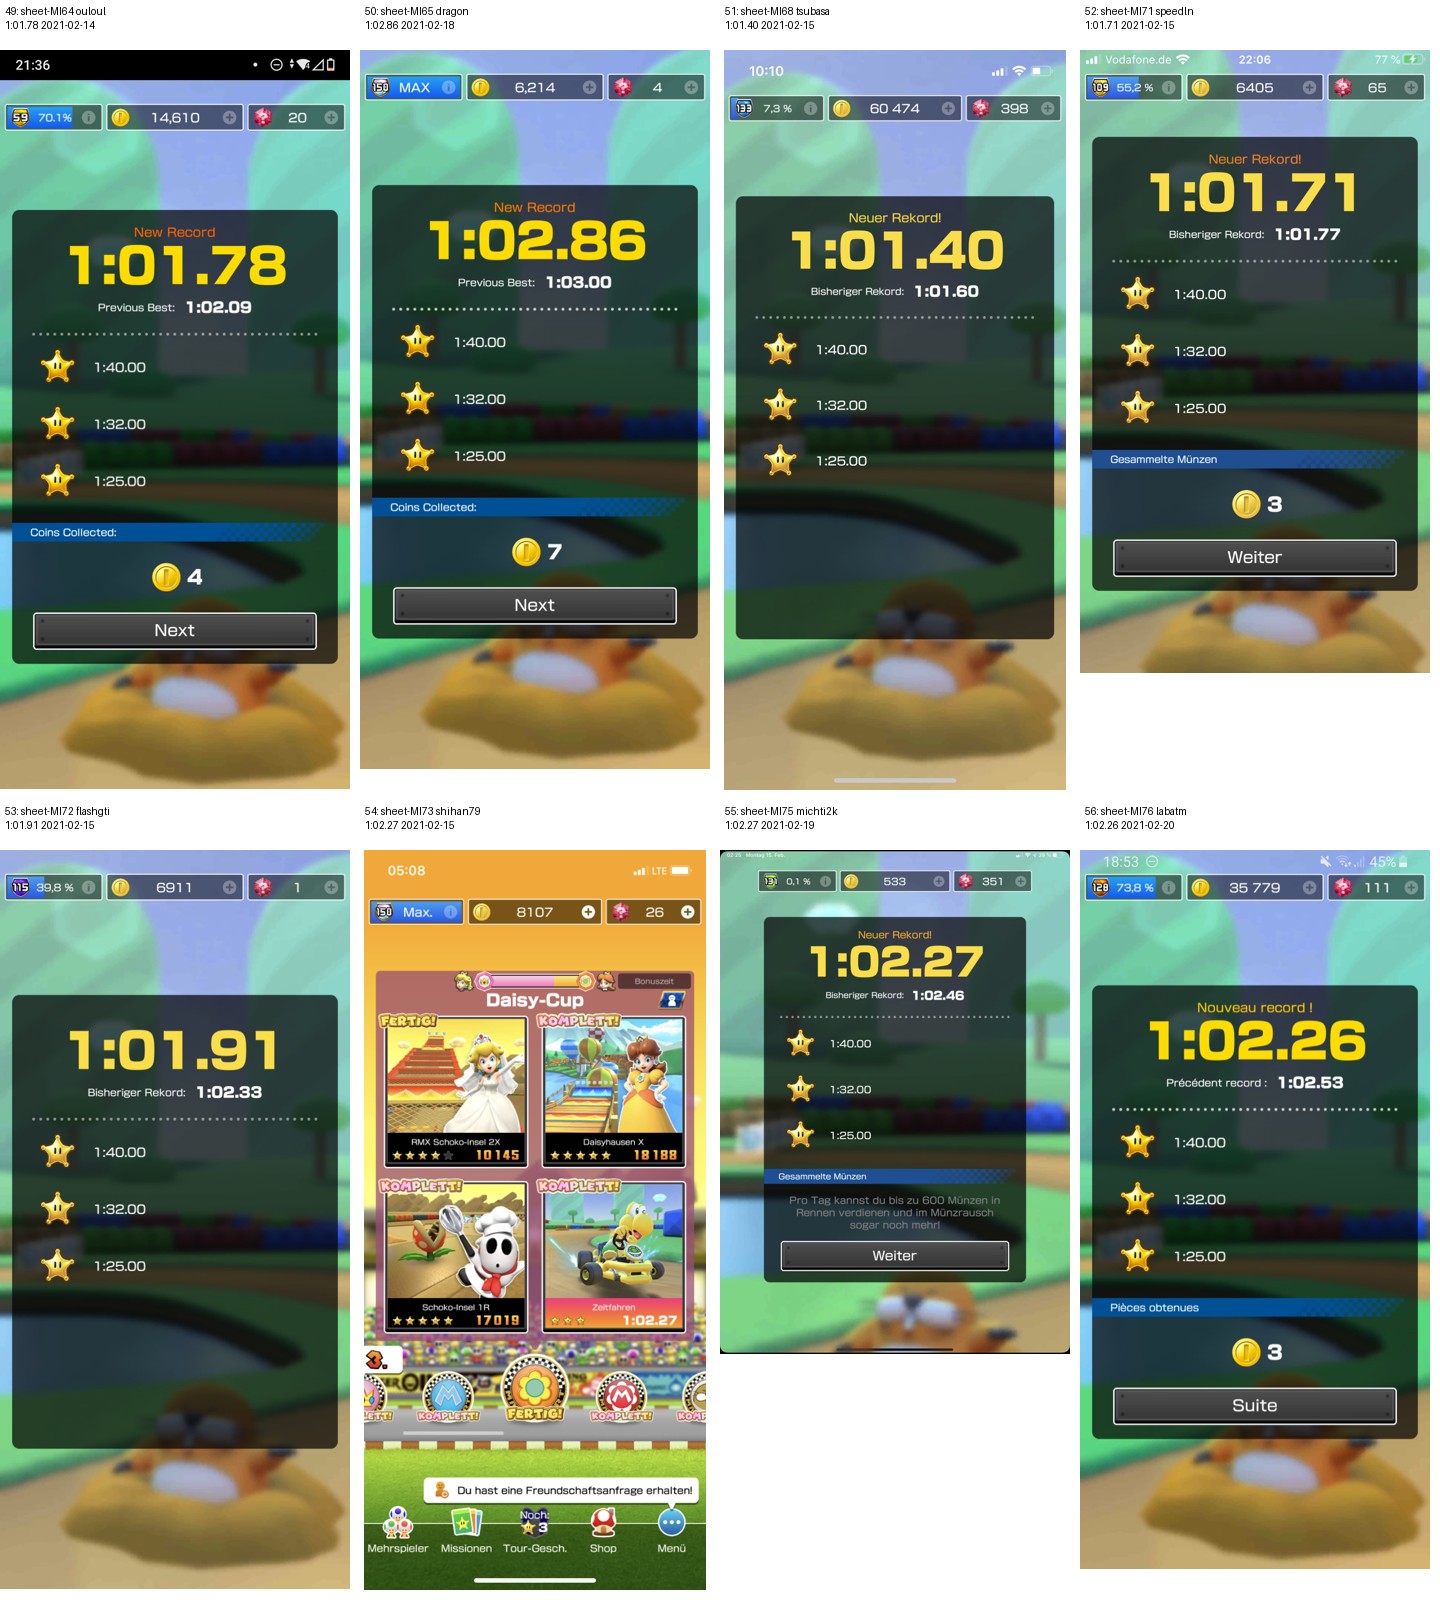 49: sheet-MI64 ouloul
1:01.78 2021-02-14
21:36
59 70.1%
14,610
20
New Record
1:01.78
Previous Best: 1:02.09
1:40.00
1:32.00
1:25.00
Coins Collected:
4
Next
50: sheet-MI65 dragon
1:02.86 2021-02-18
150 MAX
6,214
4
New Record
1:02.86
Previous Best: 1:03.00
1:40.00
1:32.00
1:25.00
Coins Collected:
7
Next
51: sheet-MI68 tsubasa
1:01.40 2021-02-15
10:10
133 7,3 %
60 474
398
Neuer Rekord!
1:01.40
Bisheriger Rekord: 1:01.60
1:40.00
1:32.00
1:25.00
52: sheet-MI71 speedln
1:01.71 2021-02-15
Vodafone.de 22:06 77 %
109 55,2 %
6405
65
Neuer Rekord!
1:01.71
Bisheriger Rekord: 1:01.77
1:40.00
1:32.00
1:25.00
Gesammelte Münzen
3
Weiter
53: sheet-MI72 flashgti
1:01.91 2021-02-15
115 39,8 %
6911
1
1:01.91
Bisheriger Rekord: 1:02.33
1:40.00
1:32.00
1:25.00
54: sheet-MI73 shihan79
1:02.27 2021-02-15
05:08 LTE
150 Max.
8107
26
Bonuszeit
Daisy-Cup
FERTIG!
KOMPLETT!
RMX Schoko-Insel 2X
10145
Daisyhausen X
18188
KOMPLETT!
KOMPLETT!
Schoko-Insel 1R
17019
Zeitfahren
1:02.27
3.
KOMPLETT!
FERTIG!
KOMPLETT!
Du hast eine Freundschaftsanfrage erhalten!
Noch:
3
Mehrspieler
Missionen
Tour-Gesch.
Shop
Menü
55: sheet-MI75 michti2k
1:02.27 2021-02-19
131 0,1 %
533
351
Neuer Rekord!
1:02.27
Bisheriger Rekord: 1:02.46
1:40.00
1:32.00
1:25.00
Gesammelte Münzen
Pro Tag kannst du bis zu 600 Münzen in
Rennen verdienen und im Münzrausch
sogar noch mehr!
Weiter
56: sheet-MI76 labatm
1:02.26 2021-02-20
18:53 45%
128 73,8 %
35 779
111
Nouveau record !
1:02.26
Précédent record : 1:02.53
1:40.00
1:32.00
1:25.00
Pièces obtenues
3
Suite